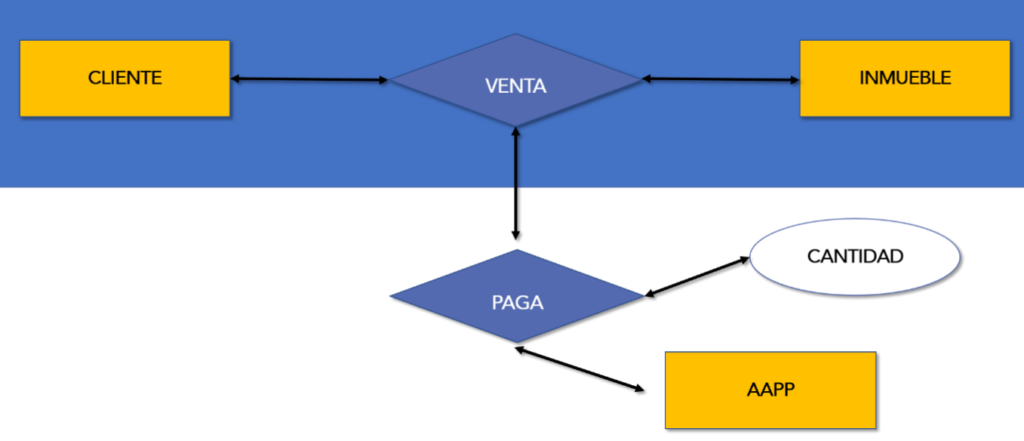 CLIENTE
VENTA
INMUEBLE
CANTIDAD
PAGA
AAPP